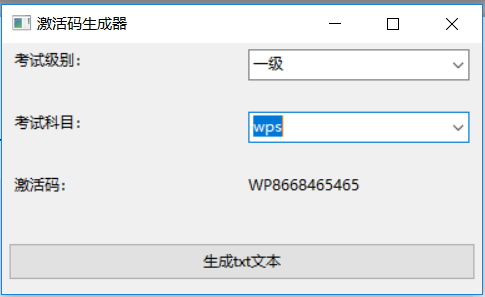 激活码生成器
考试级别：
一级
考试科目：
wps
激活码：
WP8668465465
生成txt文本